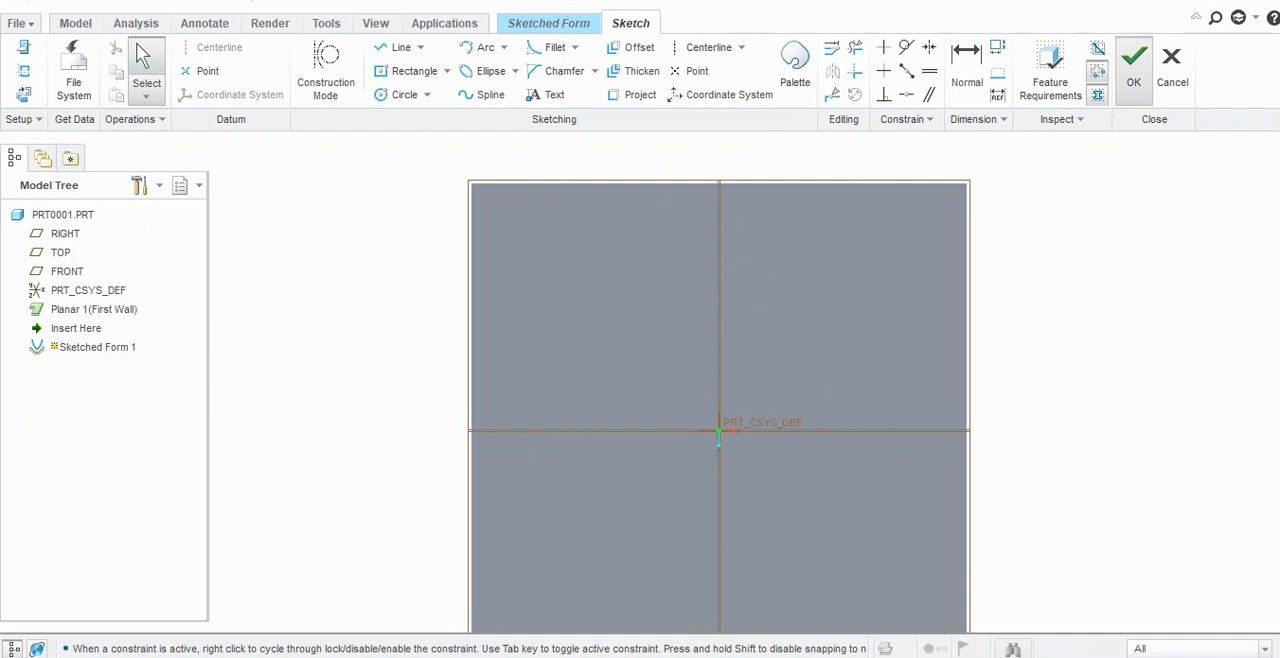 File Model Analysis Annotate Render Tools View Applications Sketched Form Sketch
Centerline Line Arc Fillet Offset Centerline
Point Rectangle Ellipse Chamfer Thicken Point
File System Select Coordinate System Construction Mode Circle Spline Text Project Coordinate System Palette Normal REF Feature Requirements OK Cancel
Setup Get Data Operations Datum Sketching Editing Constrain Dimension Inspect Close
Model Tree
PRT0001.PRT
RIGHT
TOP
FRONT
PRT_CSYS_DEF
Planar 1(First Wall)
Insert Here
Sketched Form 1
PRT_CSYS_DEF
• When a constraint is active, right click to cycle through lock/disable/enable the constraint. Use Tab key to toggle active constraint. Press and hold Shift to disable snapping to n
All